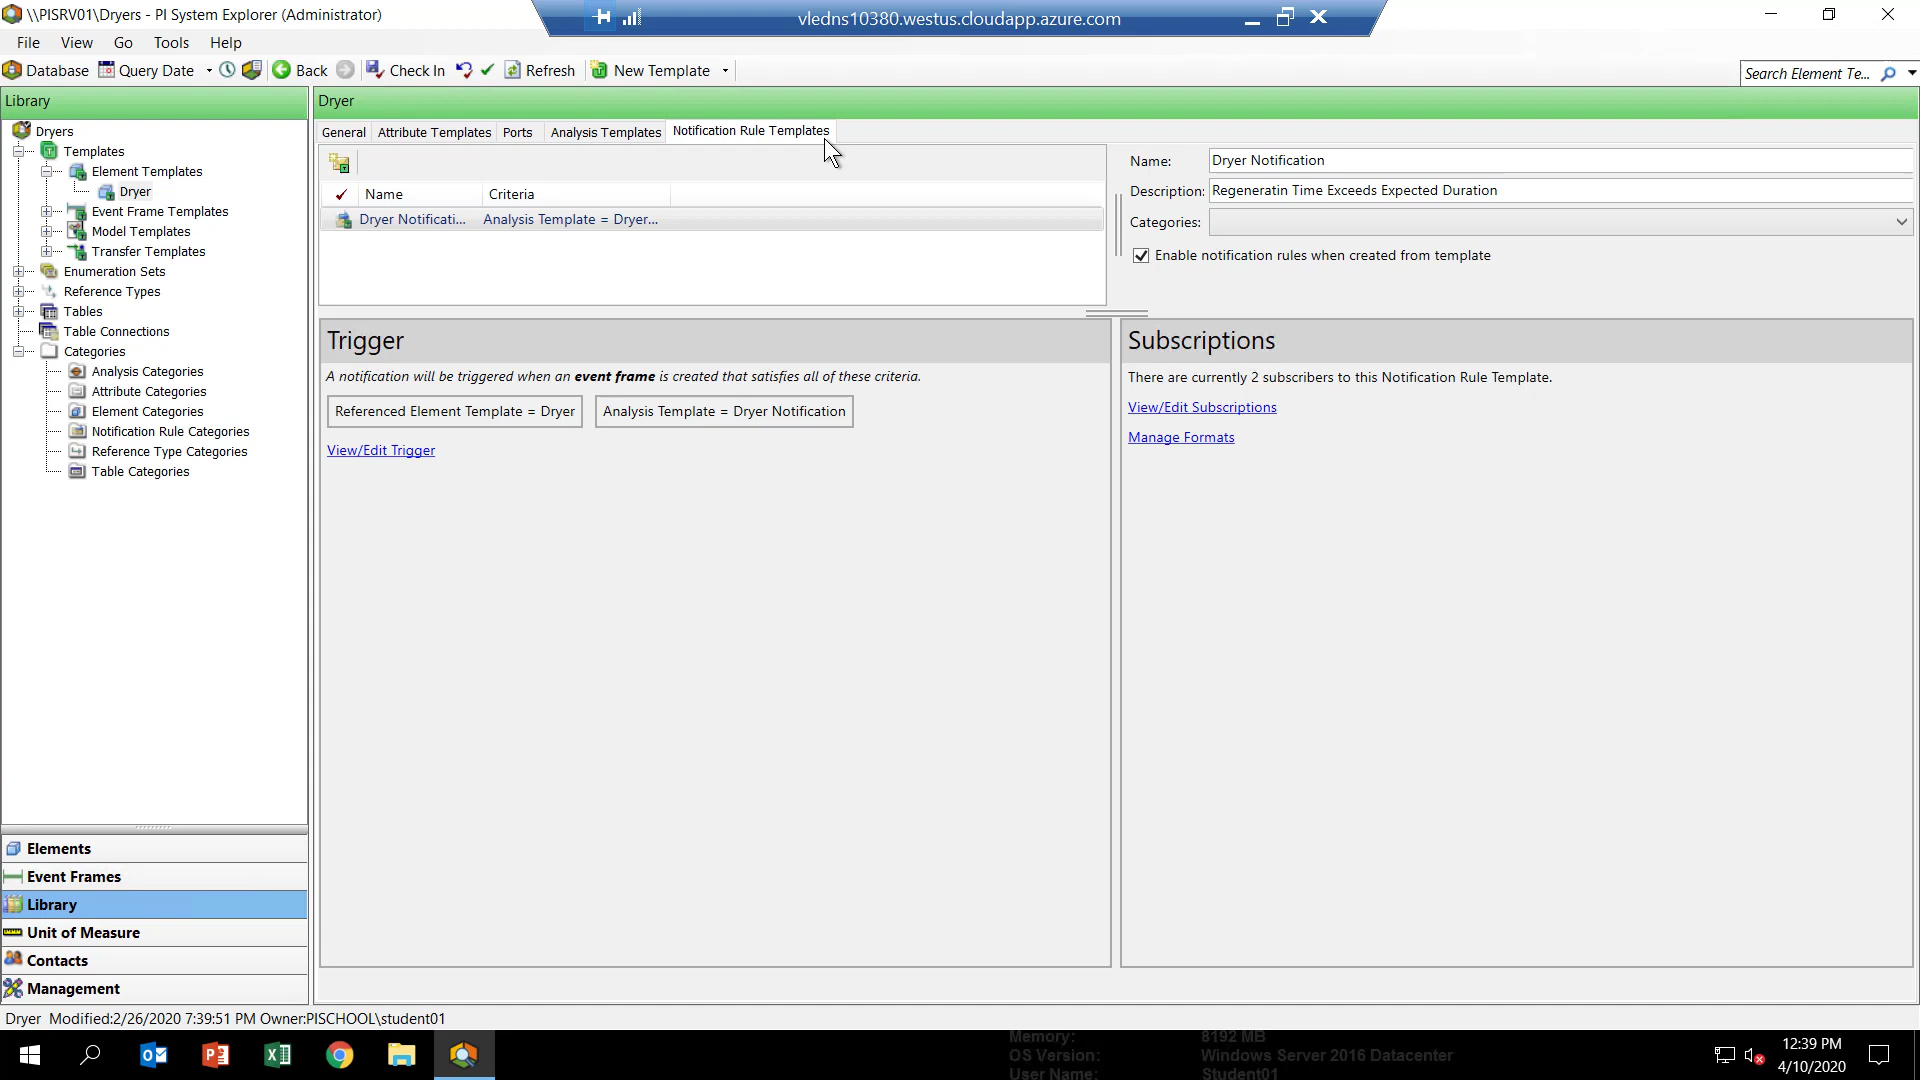 \\PISRV01\Dryers - PI System Explorer (Administrator)
vledns10380.westus.cloudapp.azure.com
File View Go Tools Help
Database Query Date Back Check In Refresh New Template
Search Element Te...
Library
Dryers
Templates
Element Templates
Dryer
Event Frame Templates
Model Templates
Transfer Templates
Enumeration Sets
Reference Types
Tables
Table Connections
Categories
Analysis Categories
Attribute Categories
Element Categories
Notification Rule Categories
Reference Type Categories
Table Categories
Elements
Event Frames
Library
Unit of Measure
Contacts
Management
Dryer
General Attribute Templates Ports Analysis Templates Notification Rule Templates
Name Criteria
Dryer Notificati... Analysis Template = Dryer...
Name: Dryer Notification
Description: Regeneratin Time Exceeds Expected Duration
Categories:
Enable notification rules when created from template
Trigger
A notification will be triggered when an event frame is created that satisfies all of these criteria.
Referenced Element Template = Dryer Analysis Template = Dryer Notification
View/Edit Trigger
Subscriptions
There are currently 2 subscribers to this Notification Rule Template.
View/Edit Subscriptions
Manage Formats
Dryer Modified:2/26/2020 7:39:51 PM Owner:PISCHOOL\student01
Memory: 8192 MB
OS Version: Windows Server 2016 Datacenter
User Name: Student01
12:39 PM
4/10/2020